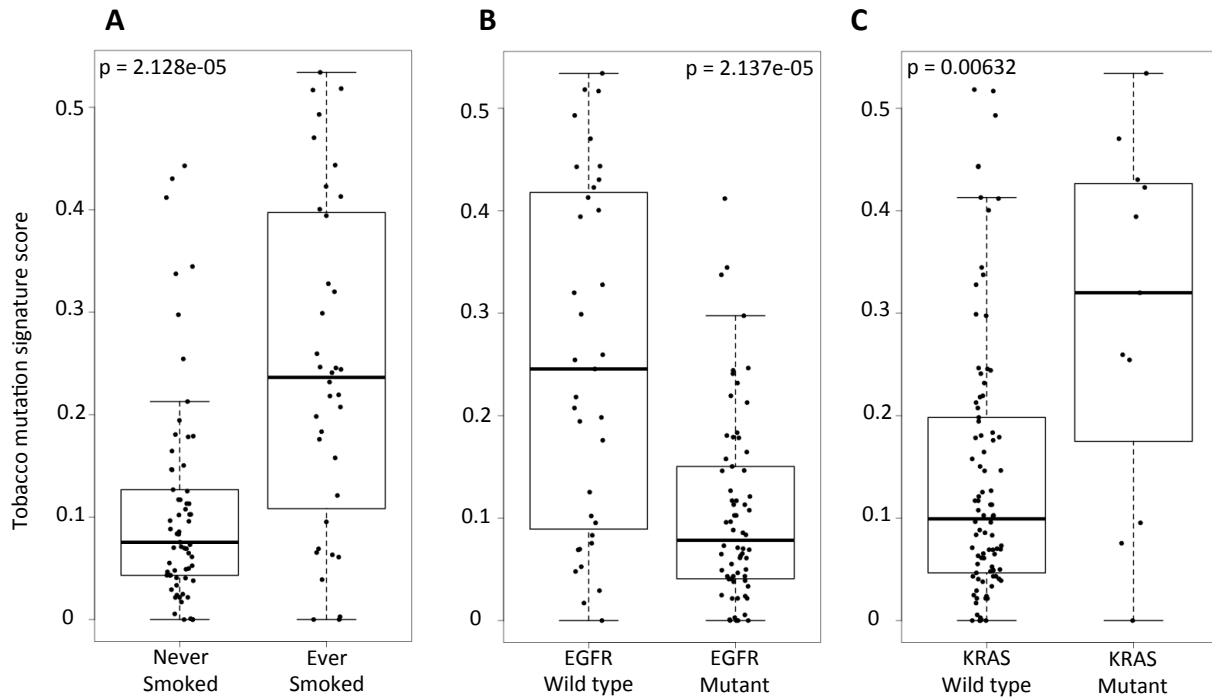 A
B
C
p = 2.128e-05
p = 2.137e-05
p = 0.00632
Tobacco mutation signature score
0.5
0.4
0.3
0.2
0.1
0
0.5
0.4
0.3
0.2
0.1
0
0.5
0.4
0.3
0.2
0.1
0
Never
Smoked
Ever
Smoked
EGFR
Wild type
EGFR
Mutant
KRAS
Wild type
KRAS
Mutant